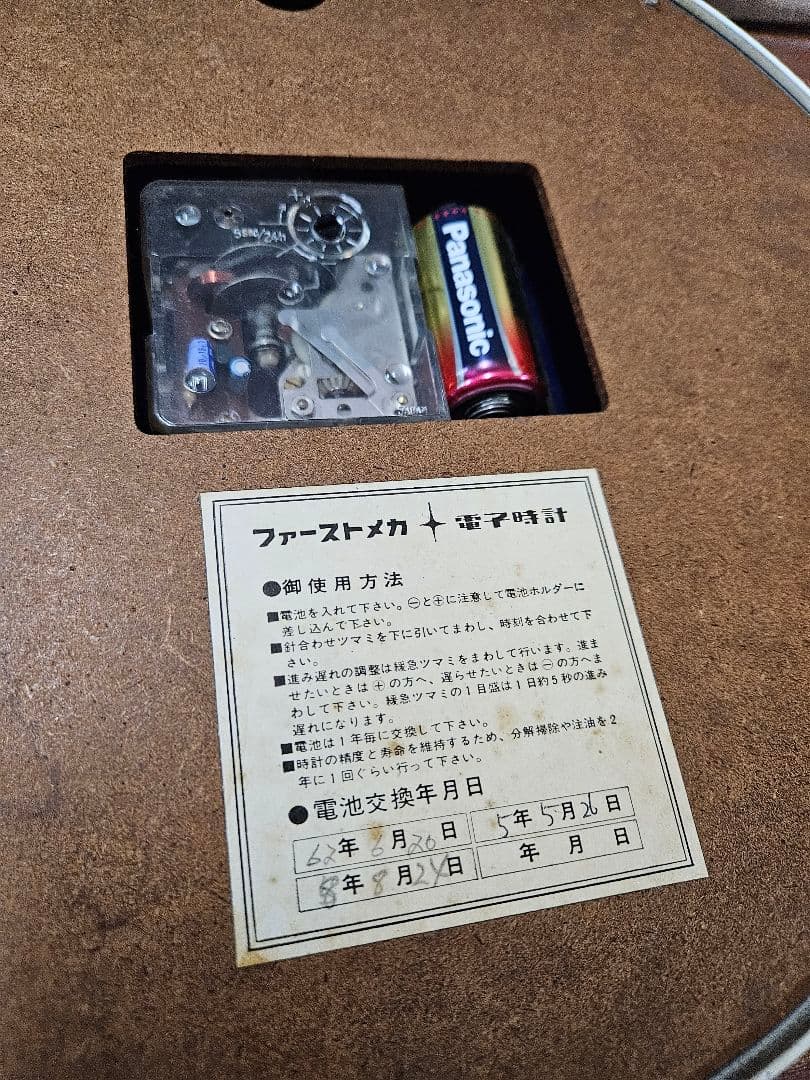 5sec/24h
Panasonic
JAPAN
ファーストメカ 電子時計
●御使用方法
■電池を入れて下さい。㊀と㊉に注意して電池ホルダーに
差し込んで下さい。
■針合わせツマミを下に引いてまわし、時刻を合わせて下
さい。
■進み遅れの調整は緩急ツマミをまわして行います。進ま
せたいときは㊉の方へ、遅らせたいときは㊀の方へま
わして下さい。緩急ツマミの1目盛は1日約5秒の進み
遅れになります。
■電池は1年毎に交換して下さい。
■時計の精度と寿命を維持するため、分解掃除や注油を2
年に1回ぐらい行って下さい。
●電池交換年月日
62年6月20日 5年5月26日
年8月24日 年 月 日